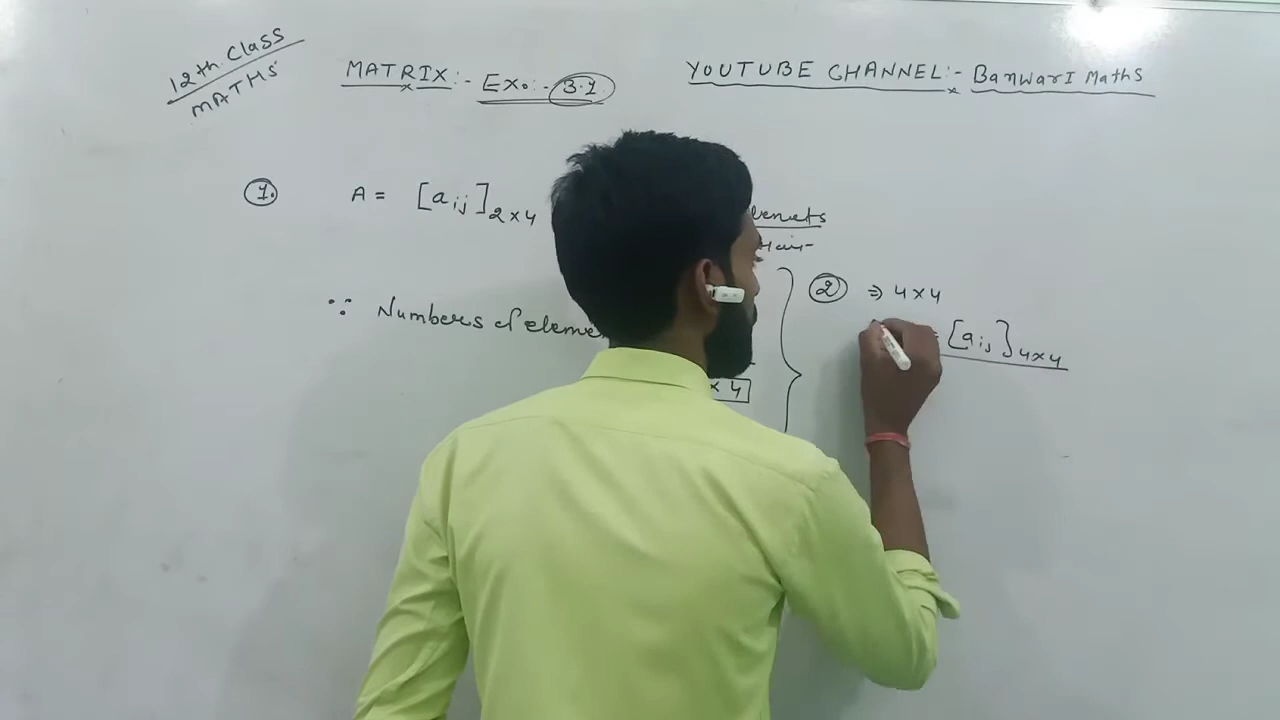 12th Class
MATHS
MATRIX:- Ex. :- 3.1
YOUTUBE CHANNEL:- BanwarI Maths
1. A = [aij]2×4
∵ Numbers of eleme
× 4
2 ⇒ 4×4
= [aij]4×4